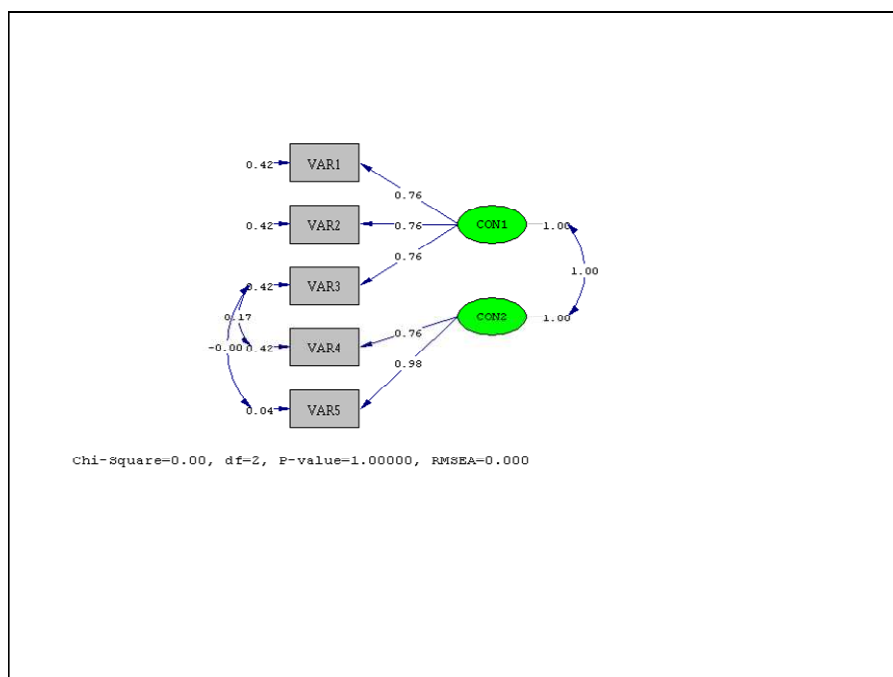 0.42 VAR1
0.76
0.42 VAR2 0.76 CON1 1.00
0.76
1.00
0.42 VAR3
0.17 CON2 1.00
-0.00 0.42 VAR4 0.76
0.98
0.04 VAR5
Chi-Square=0.00, df=2, P-value=1.00000, RMSEA=0.000